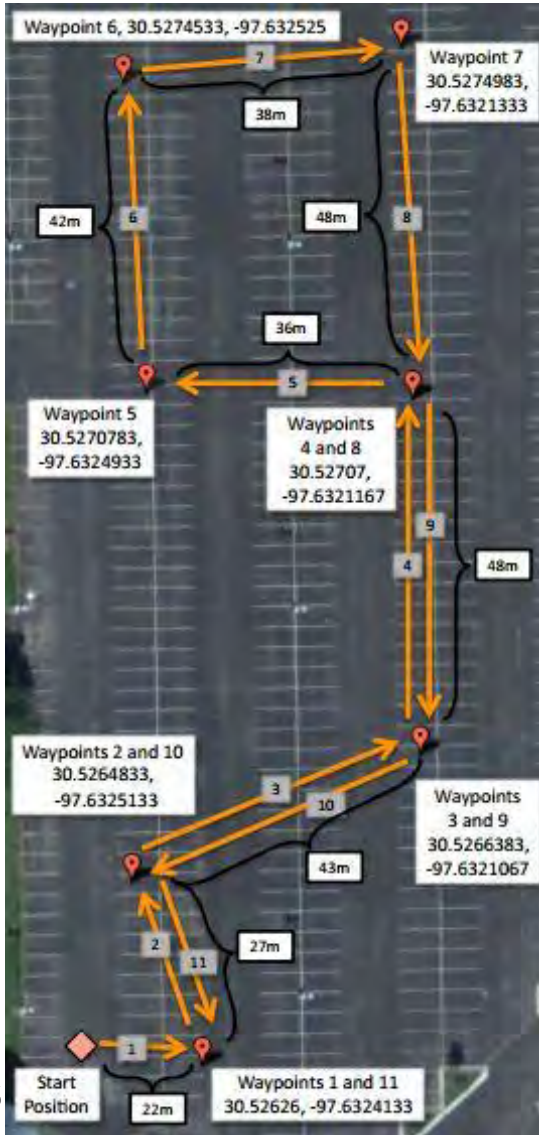 Waypoint 6, 30.5274533, -97.632525
7
Waypoint 7
30.5274983,
-97.6321333
38m
42m
6
48m
8
36m
5
Waypoint 5
30.5270783,
-97.6324933
Waypoints
4 and 8
30.52707,
-97.6321167
9
4
48m
Waypoints 2 and 10
30.5264833,
-97.6325133
3
10
Waypoints
3 and 9
30.5266383,
-97.6321067
43m
2
11
27m
1
Start
Position
22m
Waypoints 1 and 11
30.52626, -97.6324133